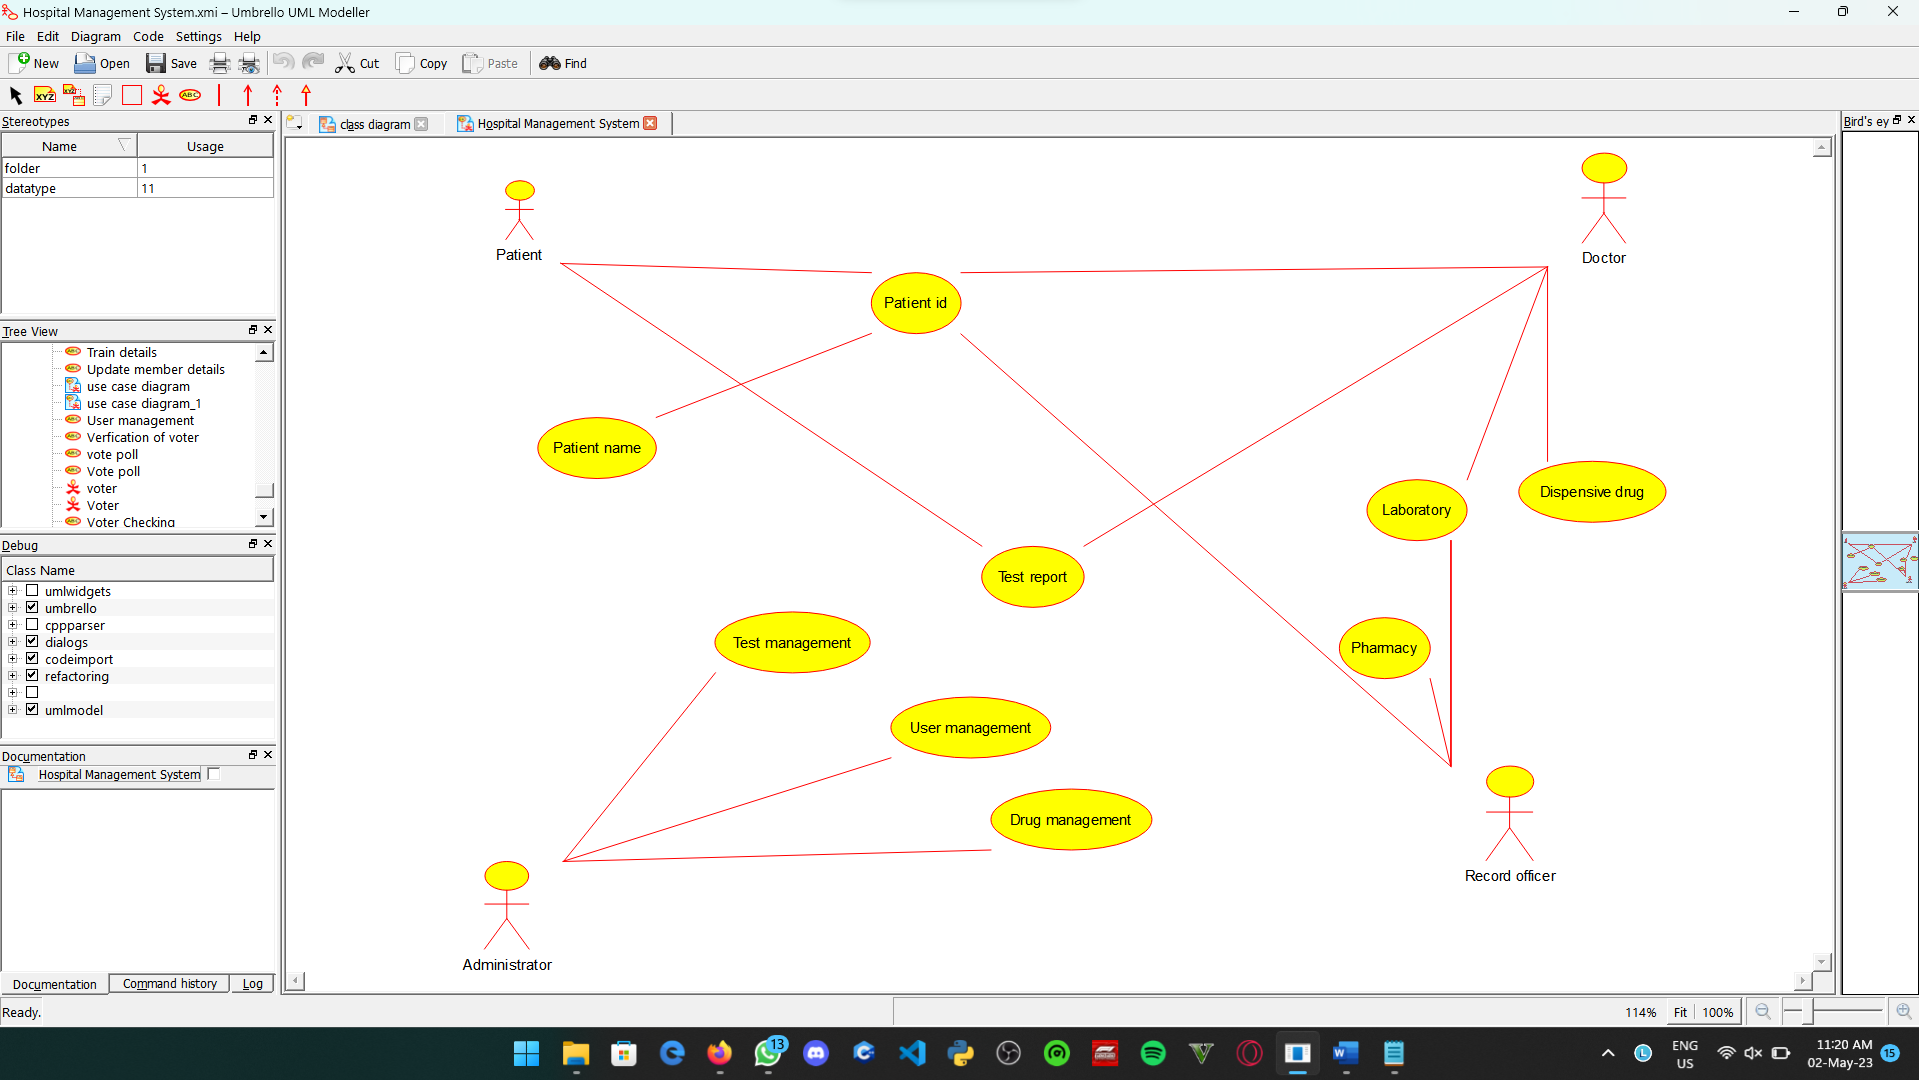 Hospital Management System.xmi – Umbrello UML Modeller
File Edit Diagram Code Settings Help
New Open Save Cut Copy Paste Find
XYZ XYZ ABC
Stereotypes
Name Usage
folder 1
datatype 11
Tree View
Train details
Update member details
use case diagram
use case diagram_1
User management
Verfication of voter
vote poll
Vote poll
voter
Voter
Voter Checking
Debug
Class Name
umlwidgets
umbrello
cppparser
dialogs
codeimport
refactoring
umlmodel
Documentation
Hospital Management System
Documentation Command history Log
Ready.
class diagram Hospital Management System
Bird's ey
Patient
Doctor
Patient id
Patient name
Laboratory
Dispensive drug
Test report
Test management
Pharmacy
User management
Drug management
Record officer
Administrator
114% Fit 100%
13
ENG
US
11:20 AM
02-May-23
15